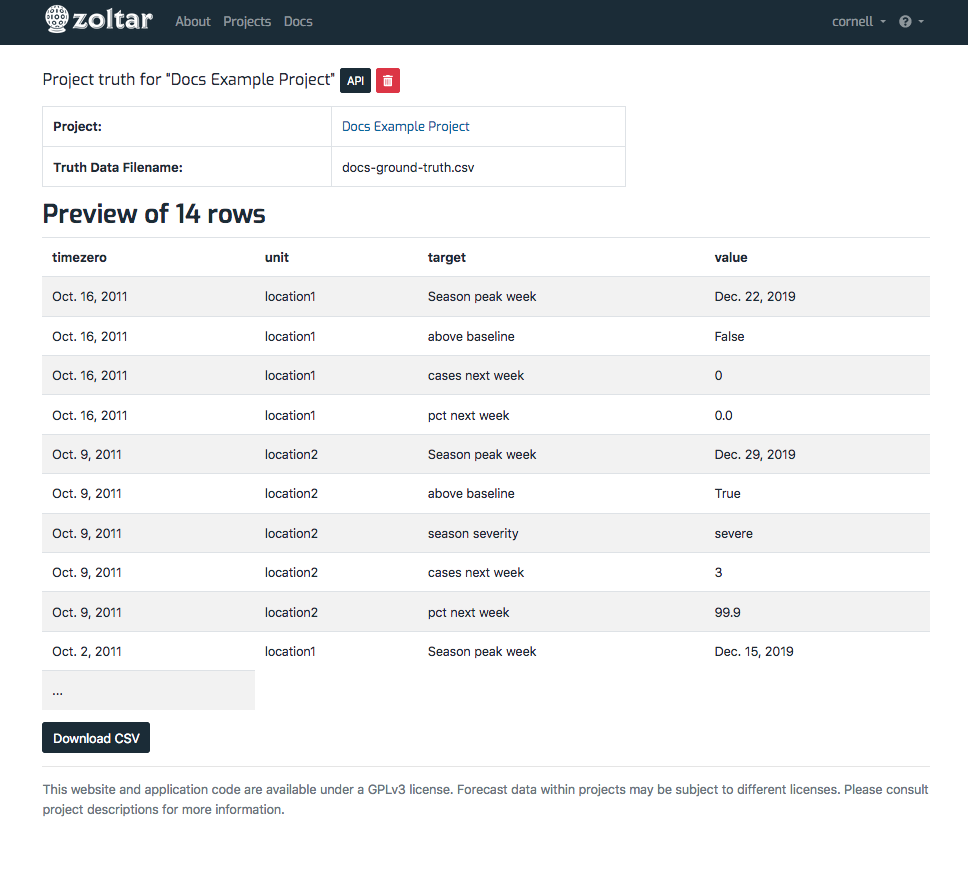 zoltar About Projects Docs cornell ?
Project truth for "Docs Example Project" API
Project: Docs Example Project
Truth Data Filename: docs-ground-truth.csv
Preview of 14 rows
timezero unit target value
Oct. 16, 2011 location1 Season peak week Dec. 22, 2019
Oct. 16, 2011 location1 above baseline False
Oct. 16, 2011 location1 cases next week 0
Oct. 16, 2011 location1 pct next week 0.0
Oct. 9, 2011 location2 Season peak week Dec. 29, 2019
Oct. 9, 2011 location2 above baseline True
Oct. 9, 2011 location2 season severity severe
Oct. 9, 2011 location2 cases next week 3
Oct. 9, 2011 location2 pct next week 99.9
Oct. 2, 2011 location1 Season peak week Dec. 15, 2019
...
Download CSV
This website and application code are available under a GPLv3 license. Forecast data within projects may be subject to different licenses. Please consult
project descriptions for more information.